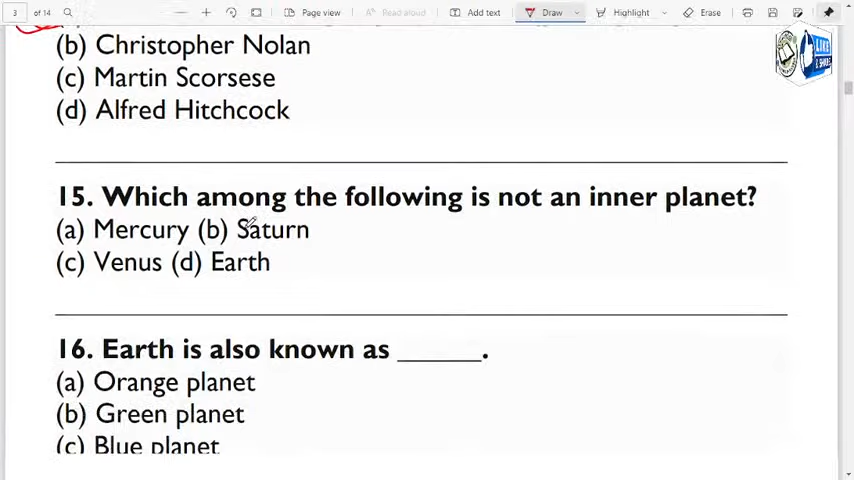 3 of 14 Page view Read aloud Add text Draw Highlight Erase
(b) Christopher Nolan
(c) Martin Scorsese
(d) Alfred Hitchcock
LIKE
& SHARE
15. Which among the following is not an inner planet?
(a) Mercury (b) Saturn
(c) Venus (d) Earth
16. Earth is also known as ______.
(a) Orange planet
(b) Green planet
(c) Blue planet